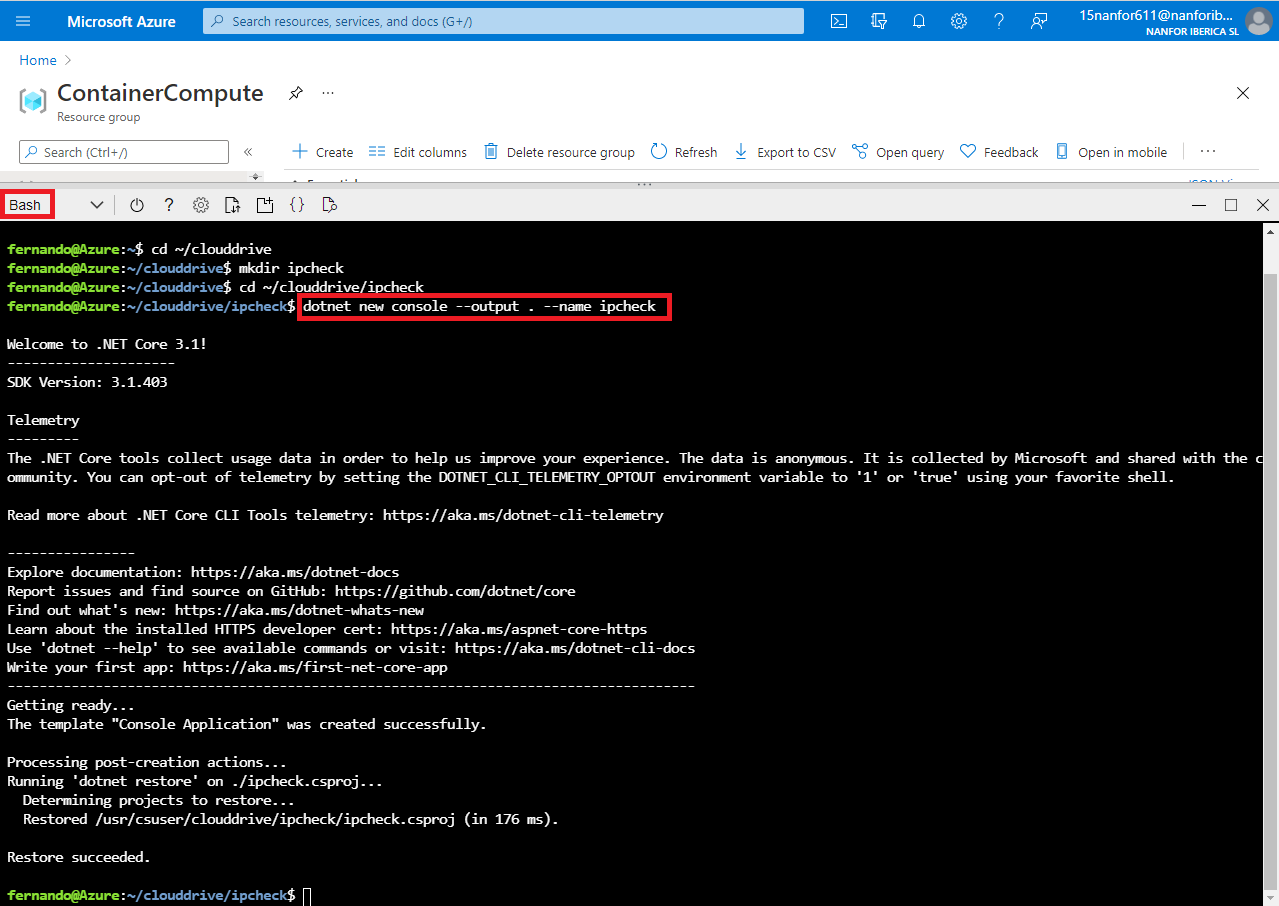 Microsoft Azure
Search resources, services, and docs (G+/)
15nanfor611@nanforib...
NANFOR IBERICA SL
Home
ContainerCompute
Resource group
Search (Ctrl+/)
Create
Edit columns
Delete resource group
Refresh
Export to CSV
Open query
Feedback
Open in mobile
Bash
fernando@Azure:~$ cd ~/clouddrive
fernando@Azure:~/clouddrive$ mkdir ipcheck
fernando@Azure:~/clouddrive$ cd ~/clouddrive/ipcheck
fernando@Azure:~/clouddrive/ipcheck$ dotnet new console --output . --name ipcheck
Welcome to .NET Core 3.1!
---------------------
SDK Version: 3.1.403
Telemetry
---------
The .NET Core tools collect usage data in order to help us improve your experience. The data is anonymous. It is collected by Microsoft and shared with the c
ommunity. You can opt-out of telemetry by setting the DOTNET_CLI_TELEMETRY_OPTOUT environment variable to '1' or 'true' using your favorite shell.
Read more about .NET Core CLI Tools telemetry: https://aka.ms/dotnet-cli-telemetry
----------------
Explore documentation: https://aka.ms/dotnet-docs
Report issues and find source on GitHub: https://github.com/dotnet/core
Find out what's new: https://aka.ms/dotnet-whats-new
Learn about the installed HTTPS developer cert: https://aka.ms/aspnet-core-https
Use 'dotnet --help' to see available commands or visit: https://aka.ms/dotnet-cli-docs
Write your first app: https://aka.ms/first-net-core-app
--------------------------------------------------------------------------------------
Getting ready...
The template "Console Application" was created successfully.
Processing post-creation actions...
Running 'dotnet restore' on ./ipcheck.csproj...
Determining projects to restore...
Restored /usr/csuser/clouddrive/ipcheck/ipcheck.csproj (in 176 ms).
Restore succeeded.
fernando@Azure:~/clouddrive/ipcheck$